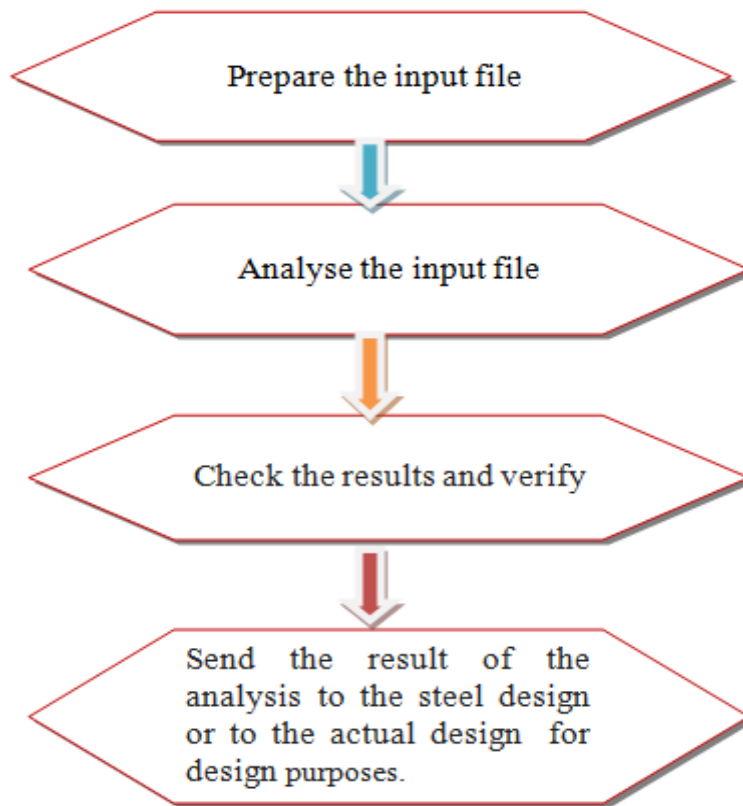 Prepare the input file
Analyse the input file
Check the results and verify
Send the result of the
analysis to the steel design
or to the actual design for
design purposes.